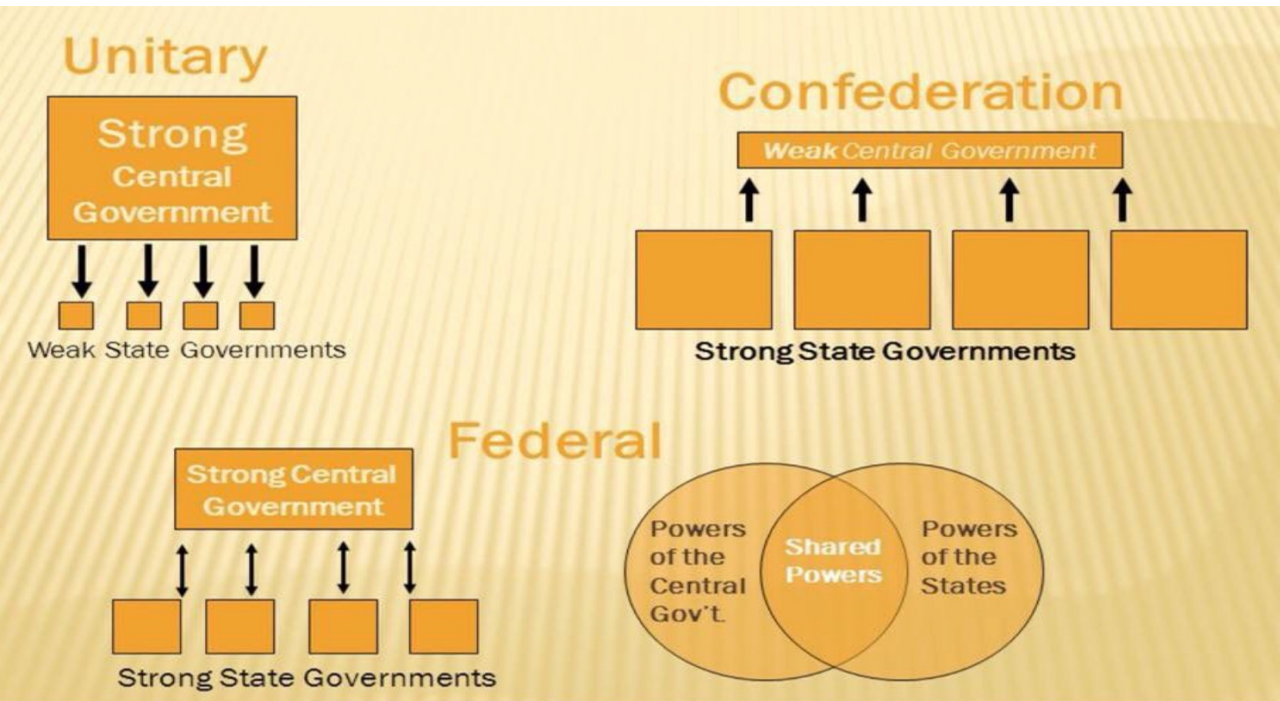 Unitary
Strong
Central
Government
Weak State Governments
Confederation
Weak Central Government
Strong State Governments
Federal
Strong Central
Government
Strong State Governments
Powers
of the
Central
Gov't.
Shared
Powers
Powers
of the
States